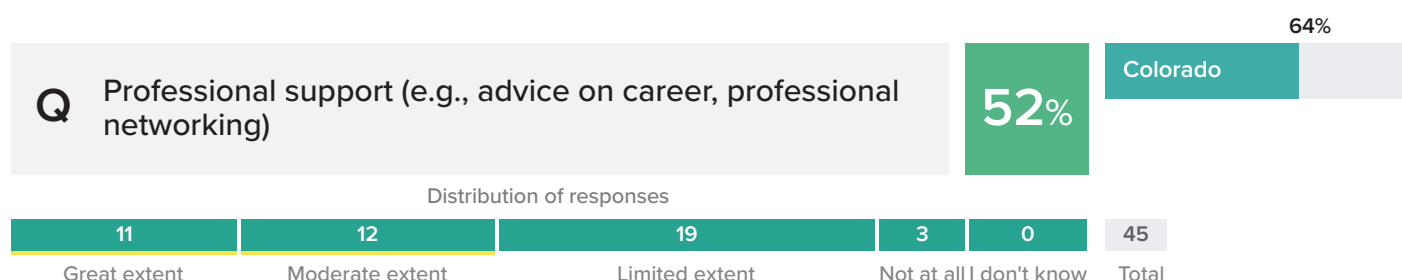 64%
Q
Professional support (e.g., advice on career, professional
networking)
52%
Colorado
Distribution of responses
11 12 19 3 0 45
Great extent Moderate extent Limited extent Not at all I don't know Total